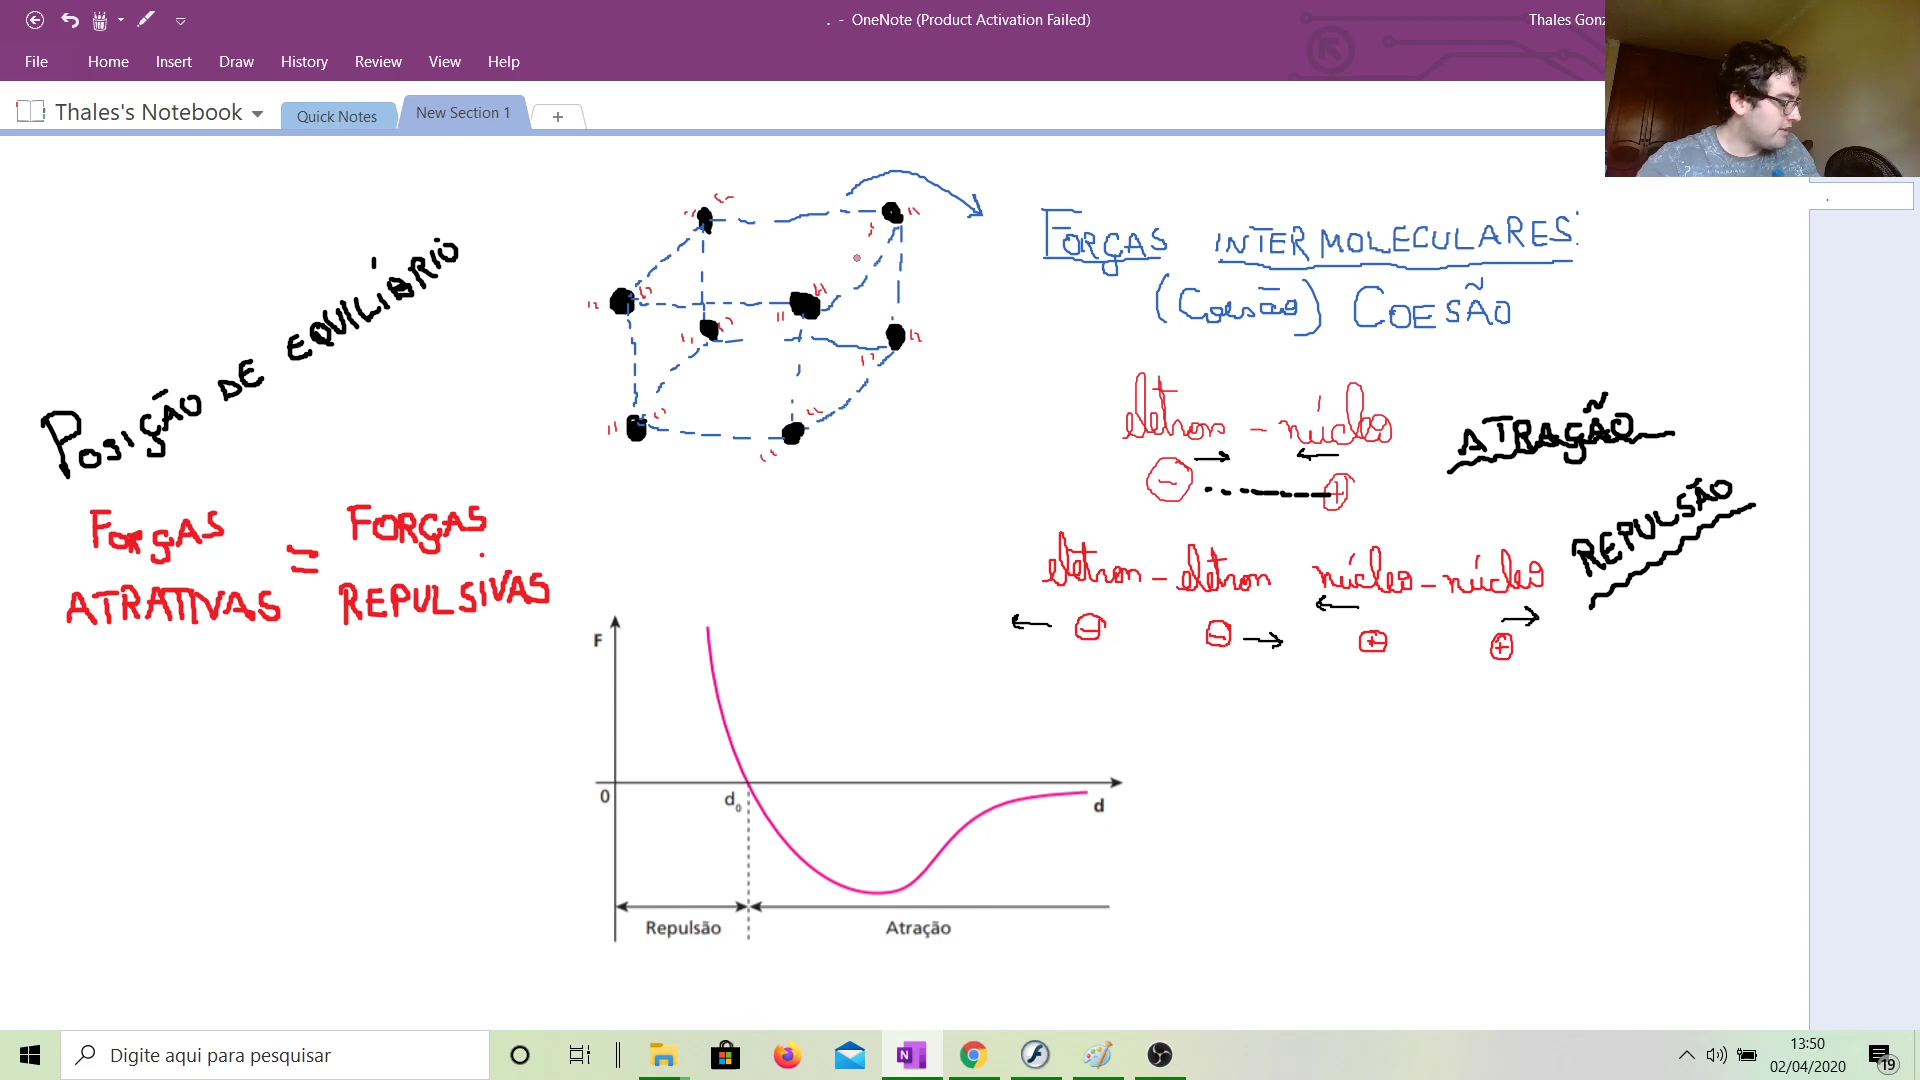 . - OneNote (Product Activation Failed)
Thales Gonz
File Home Insert Draw History Review View Help
Thales's Notebook
Quick Notes
New Section 1
+
POSIÇÃO DE EQUILÍBRIO
FORÇAS ATRATIVAS = FORÇAS REPULSIVAS
FORÇAS INTERMOLECULARES:
(Coesão) COESÃO
elétron - núcleo
- +
ATRAÇÃO
elétron - elétron núcleo - núcleo
- - + +
REPULSÃO
F
0 d₀ d
Repulsão Atração
Digite aqui para pesquisar
13:50
02/04/2020
19